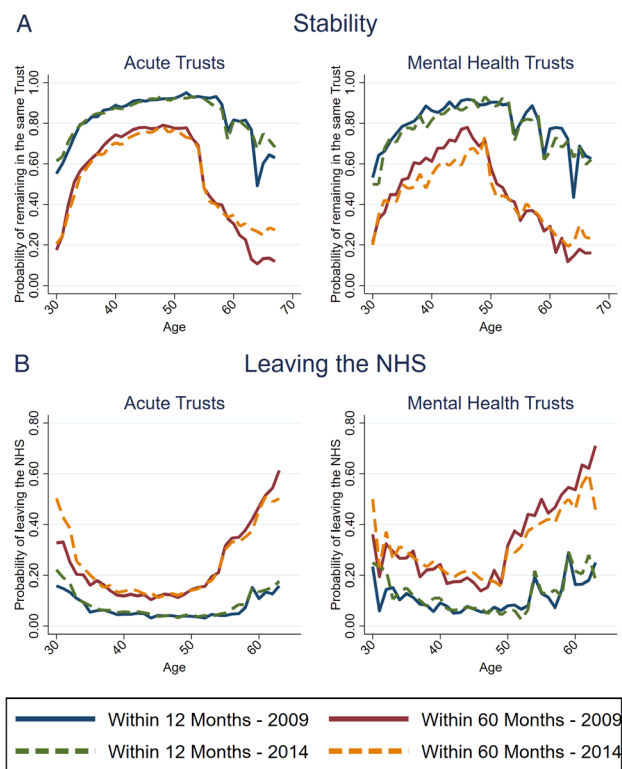 A Stability
Acute Trusts Mental Health Trusts
Probability of remaining in the same Trust
1.00
0.80
0.60
0.40
0.20
0.00
30 40 50 60 70
Age
Probability of remaining in the same Trust
1.00
0.80
0.60
0.40
0.20
0.00
30 40 50 60 70
Age
B Leaving the NHS
Acute Trusts Mental Health Trusts
Probability of leaving the NHS
0.80
0.60
0.40
0.20
0.00
30 40 50 60
Age
Probability of leaving the NHS
0.80
0.60
0.40
0.20
0.00
30 40 50 60
Age
Within 12 Months - 2009 Within 60 Months - 2009
Within 12 Months - 2014 Within 60 Months - 2014